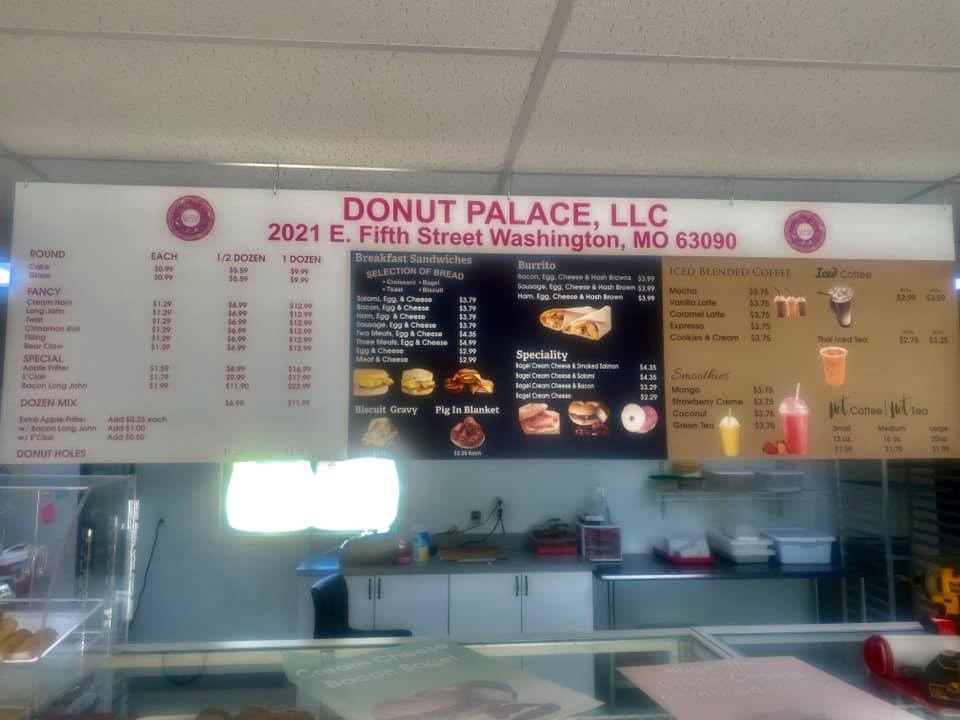 DONUT PALACE, LLC
2021 E. Fifth Street Washington, MO 63090
ROUND EACH 1/2 DOZEN 1 DOZEN
Cake $0.99 $5.59 $9.99
Glaze $0.99 $5.59 $9.99
FANCY
Cream Horn $1.29 $6.99 $12.99
Long John $1.29 $6.99 $12.99
Twist $1.29 $6.99 $12.99
Cinnamon Roll $1.29 $6.99 $12.99
Filling $1.29 $6.99 $12.99
Bear Claw $1.29 $6.99 $12.99
SPECIAL
Apple Fritter $1.59 $8.99 $16.99
E'Clair $1.79 $9.99 $17.99
Bacon Long John $1.99 $11.90
DOZEN MIX $6.99 $11.99
Extra Apple Fritter Add $0.25 each
w/ Bacon Long John Add $1.00
w/ E'Clair Add $0.50
DONUT HOLES
Breakfast Sandwiches
SELECTION OF BREAD
• Croissant • Bagel
• Toast • Biscuit
Salami, Egg, & Cheese $3.79
Bacon, Egg, & Cheese $3.79
Ham, Egg, & Cheese $3.79
Sausage, Egg, & Cheese $3.79
Two Meats, Egg, & Cheese $4.35
Three Meats, Egg, & Cheese $4.99
Egg & Cheese $2.99
Meat & Cheese $2.99
Biscuit Gravy
Pig In Blanket
$2.25 each
Burrito
Bacon, Egg, Cheese & Hash Browns $3.99
Sausage, Egg, Cheese & Hash Brown $3.99
Ham, Egg, Cheese & Hash Brown $3.99
Speciality
Bagel Cream Cheese & Smoked Salmon $4.35
Bagel Cream Cheese & Salami $4.35
Bagel Cream Cheese & Bacon $3.29
Bagel Cream Cheese $2.29
ICED BLENDED COFFEE
Mocha $3.75
Vanilla Latte $3.75
Caramel Latte $3.75
Expresso $3.75
Cookies & Cream $3.75
Smoothies
Mango $3.75
Strawberry Creme $3.75
Coconut $3.75
Green Tea $3.75
Iced Coffee
$2.99 $3.59
Thai Iced Tea
$2.75 $3.25
Hot Coffee | Hot Tea
Small Medium Large
12 oz. 16 oz. 20oz.
$1.59 $1.79 $1.99
Cream Cheese
Bacon Bagel